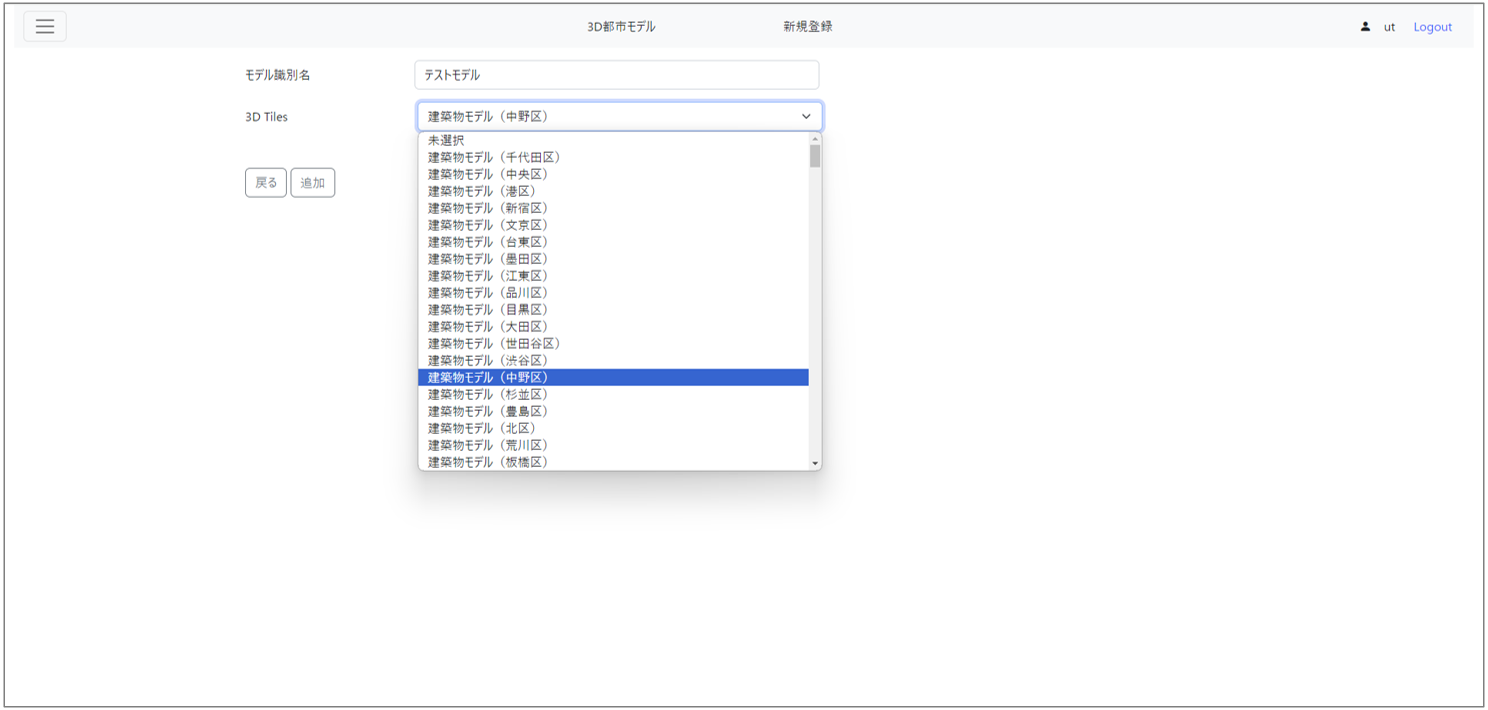 3D都市モデル 新規登録 ut Logout
モデル識別名 テストモデル
3D Tiles 建築物モデル（中野区）
未選択
建築物モデル（千代田区）
建築物モデル（中央区）
建築物モデル（港区）
建築物モデル（新宿区）
建築物モデル（文京区）
建築物モデル（台東区）
建築物モデル（墨田区）
建築物モデル（江東区）
建築物モデル（品川区）
建築物モデル（目黒区）
建築物モデル（大田区）
建築物モデル（世田谷区）
建築物モデル（渋谷区）
建築物モデル（中野区）
建築物モデル（杉並区）
建築物モデル（豊島区）
建築物モデル（北区）
建築物モデル（荒川区）
建築物モデル（板橋区）
戻る 追加